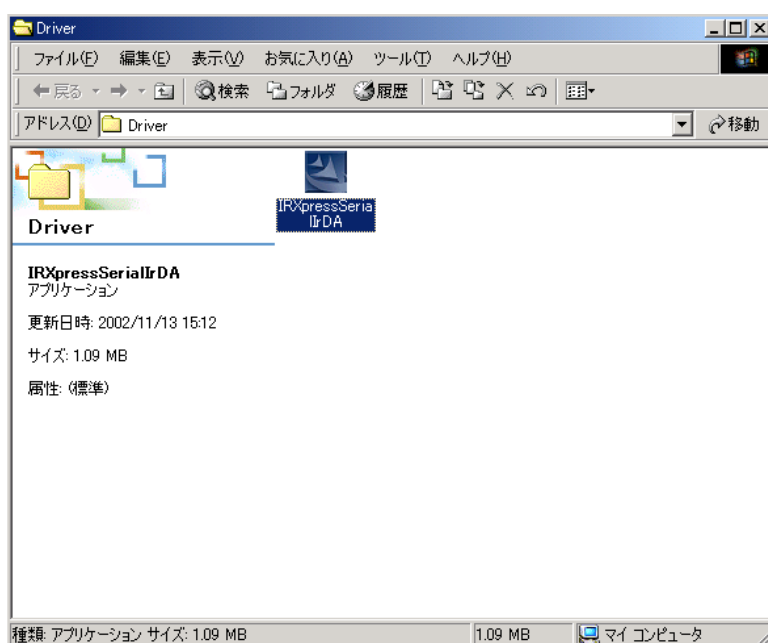 Driver
ファイル(F) 編集(E) 表示(V) お気に入り(A) ツール(T) ヘルプ(H)
戻る 検索 フォルダ 履歴
アドレス(D) Driver 移動
IRXpressSeria
lIrDA
Driver
IRXpressSerialIrDA
アプリケーション
更新日時: 2002/11/13 15:12
サイズ: 1.09 MB
属性: (標準)
種類: アプリケーション サイズ: 1.09 MB 1.09 MB マイ コンピュータ